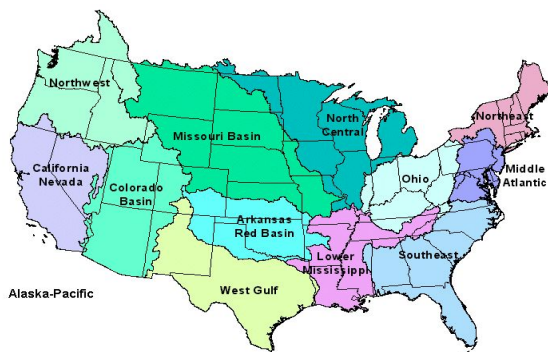 Northwest
Missouri Basin
North
Central
Northeast
California
Nevada
Colorado
Basin
Ohio
Middle
Atlantic
Arkansas
Red Basin
Lower
Mississippi
Southeast
West Gulf
Alaska-Pacific